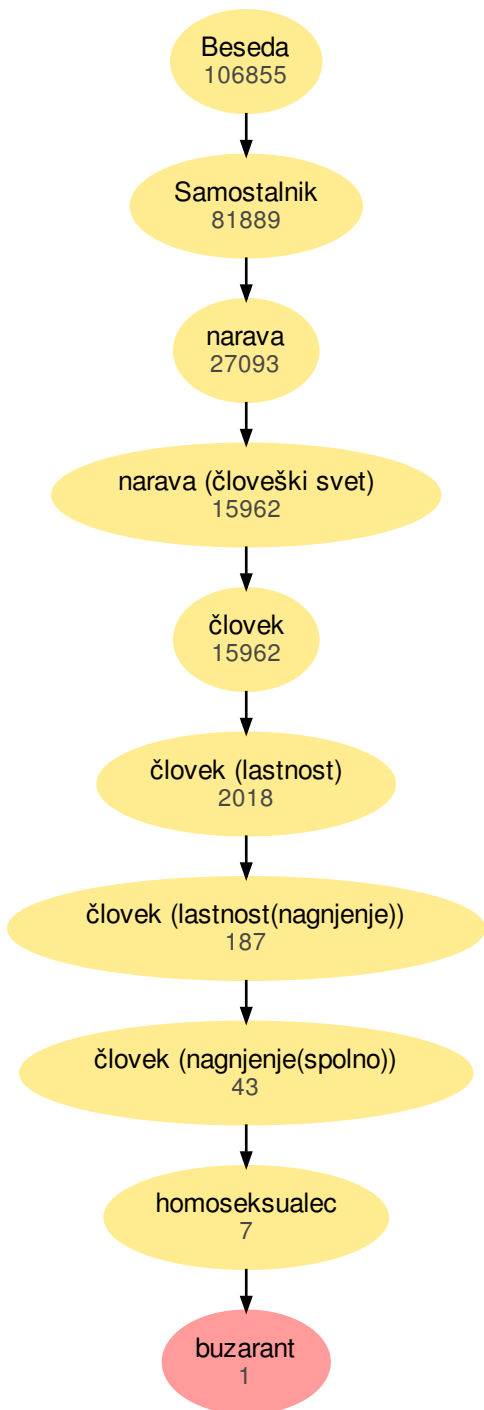 Beseda
106855
Samostalnik
81889
narava
27093
narava (človeški svet)
15962
človek
15962
človek (lastnost)
2018
človek (lastnost(nagnjenje))
187
človek (nagnjenje(spolno))
43
homoseksualec
7
buzarant
1